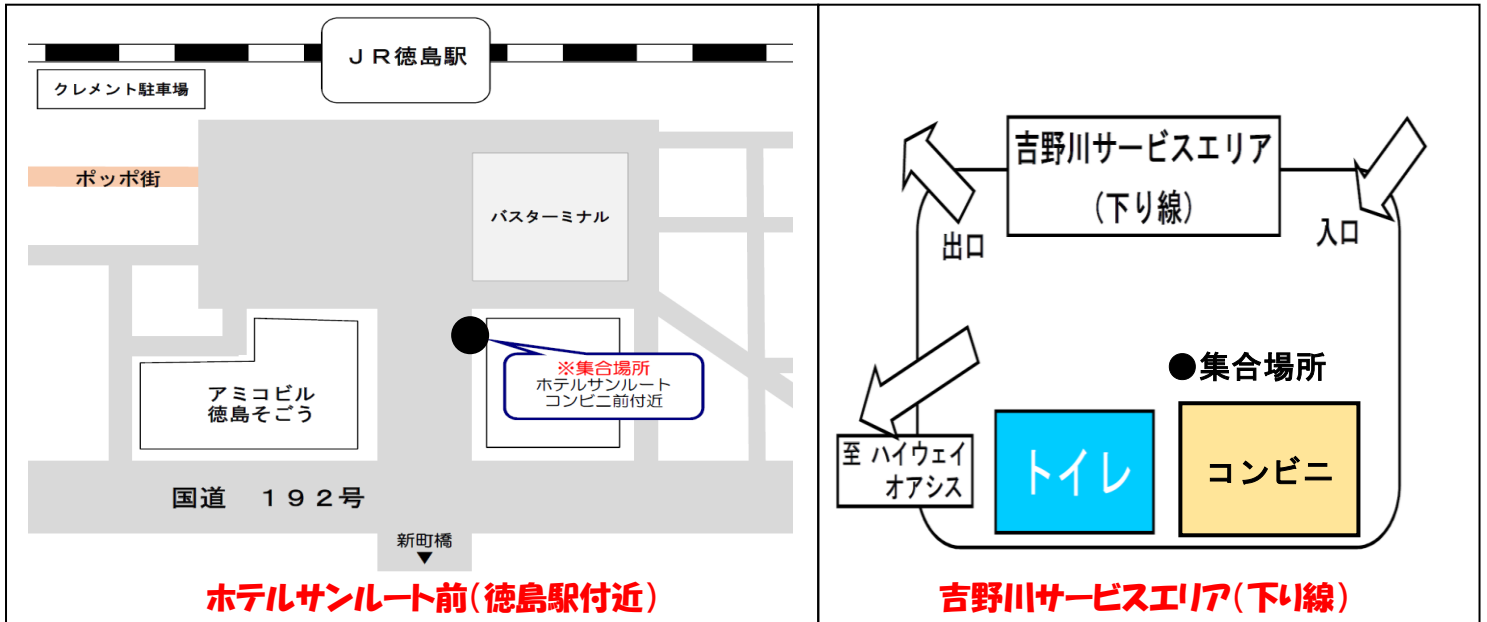 JR徳島駅
クレメント駐車場
ポッポ街
バスターミナル
※集合場所
ホテルサンルート
コンビニ前付近
アミコビル
徳島そごう
国道 192号
新町橋
▼
ホテルサンルート前(徳島駅付近)
吉野川サービスエリア
(下り線)
出口
入口
●集合場所
至 ハイウェイ
オアシス
トイレ
コンビニ
吉野川サービスエリア(下り線)